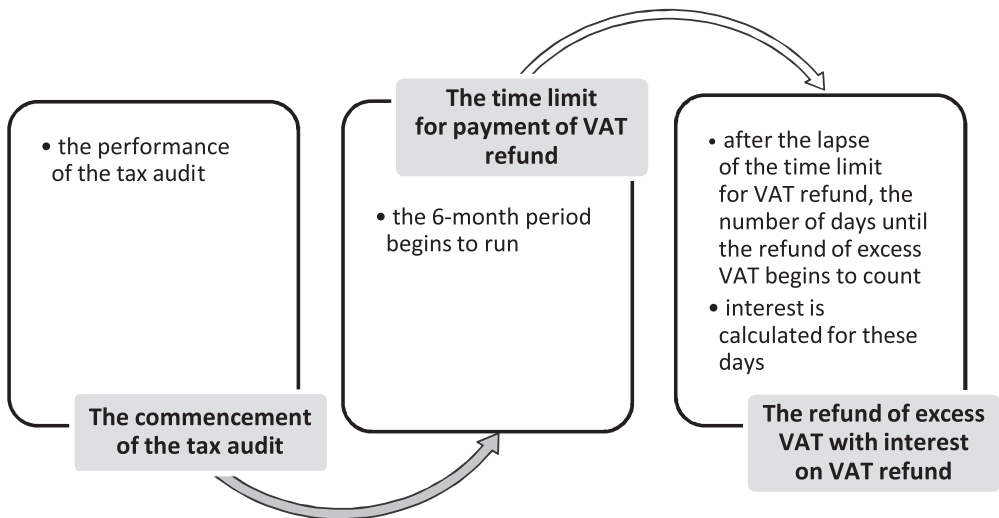 • the performance
of the tax audit
The commencement
of the tax audit
The time limit
for payment of VAT
refund
• the 6-month period
begins to run
• after the lapse
of the time limit
for VAT refund, the
number of days until
the refund of excess
VAT begins to count
• interest is
calculated for these
days
The refund of excess
VAT with interest
on VAT refund